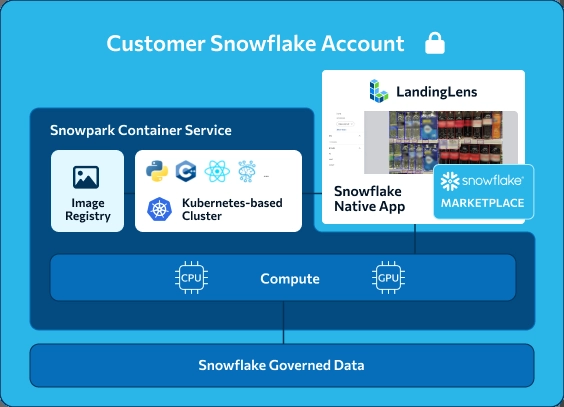 Customer Snowflake Account
LandingLens
Snowpark Container Service
Image
Registry
Kubernetes-based
Cluster
Snowflake
Native App
snowflake
MARKETPLACE
CPU
Compute
GPU
Snowflake Governed Data